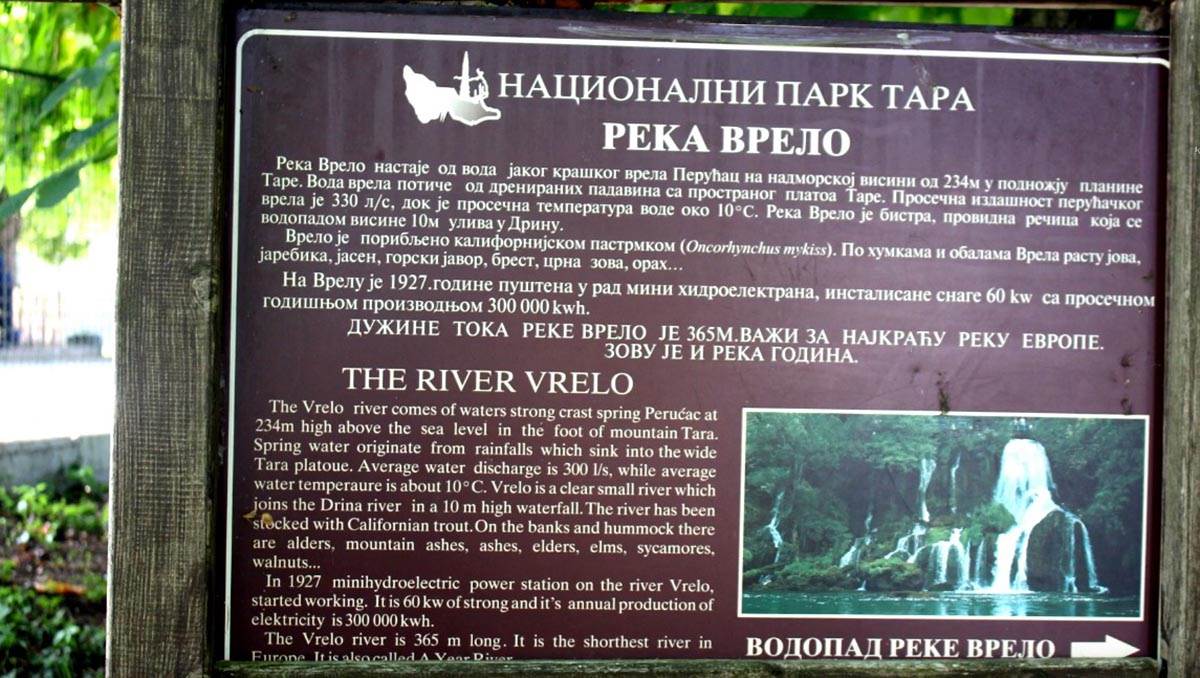 НАЦИОНАЛНИ ПАРК ТАРА
РЕКА ВРЕЛО
Река Врело настаје од вода јаког крашког врела Перућац на надморској висини од 234м у подножју планине
Таре. Вода врела потиче од дренираних падавина са пространог платоа Таре. Просечна издашност перућачког
врела је 330 л/с, док је просечна температура воде око 10°С. Река Врело је бистра, провидна речица која се
водопадом висине 10м улива у Дрину.
Врело је порибљено калифорнијском пастрмком (Oncorhynchus mykiss). По хумкама и обалама Врела расту јова,
јаребика, јасен, горски јавор, брест, црна зова, орах...
На Врелу је 1927.године пуштена у рад мини хидроелектрана, инсталисане снаге 60 kw са просечном
годишњом производњом 300 000 kwh.
ДУЖИНЕ ТОКА РЕКЕ ВРЕЛО ЈЕ 365М.ВАЖИ ЗА НАЈКРАЋУ РЕКУ ЕВРОПЕ.
ЗОВУ ЈЕ И РЕКА ГОДИНА.
THE RIVER VRELO
The Vrelo river comes of waters strong crast spring Perućac at
234m high above the sea level in the foot of mountain Tara.
Spring water originate from rainfalls which sink into the wide
Tara platoue. Average water discharge is 300 l/s, while average
water temperaure is about 10°C. Vrelo is a clear small river which
joins the Drina river in a 10 m high waterfall. The river has been
stocked with Californian trout. On the banks and hummock there
are alders, mountain ashes, ashes, elders, elms, sycamores,
walnuts...
In 1927 minihydroelectric power station on the river Vrelo,
started working. It is 60 kw of strong and it's annual production of
elektricity is 300 000 kwh.
The Vrelo river is 365 m long. It is the shortest river in
Europe. It is also called A Year River
ВОДОПАД РЕКЕ ВРЕЛО